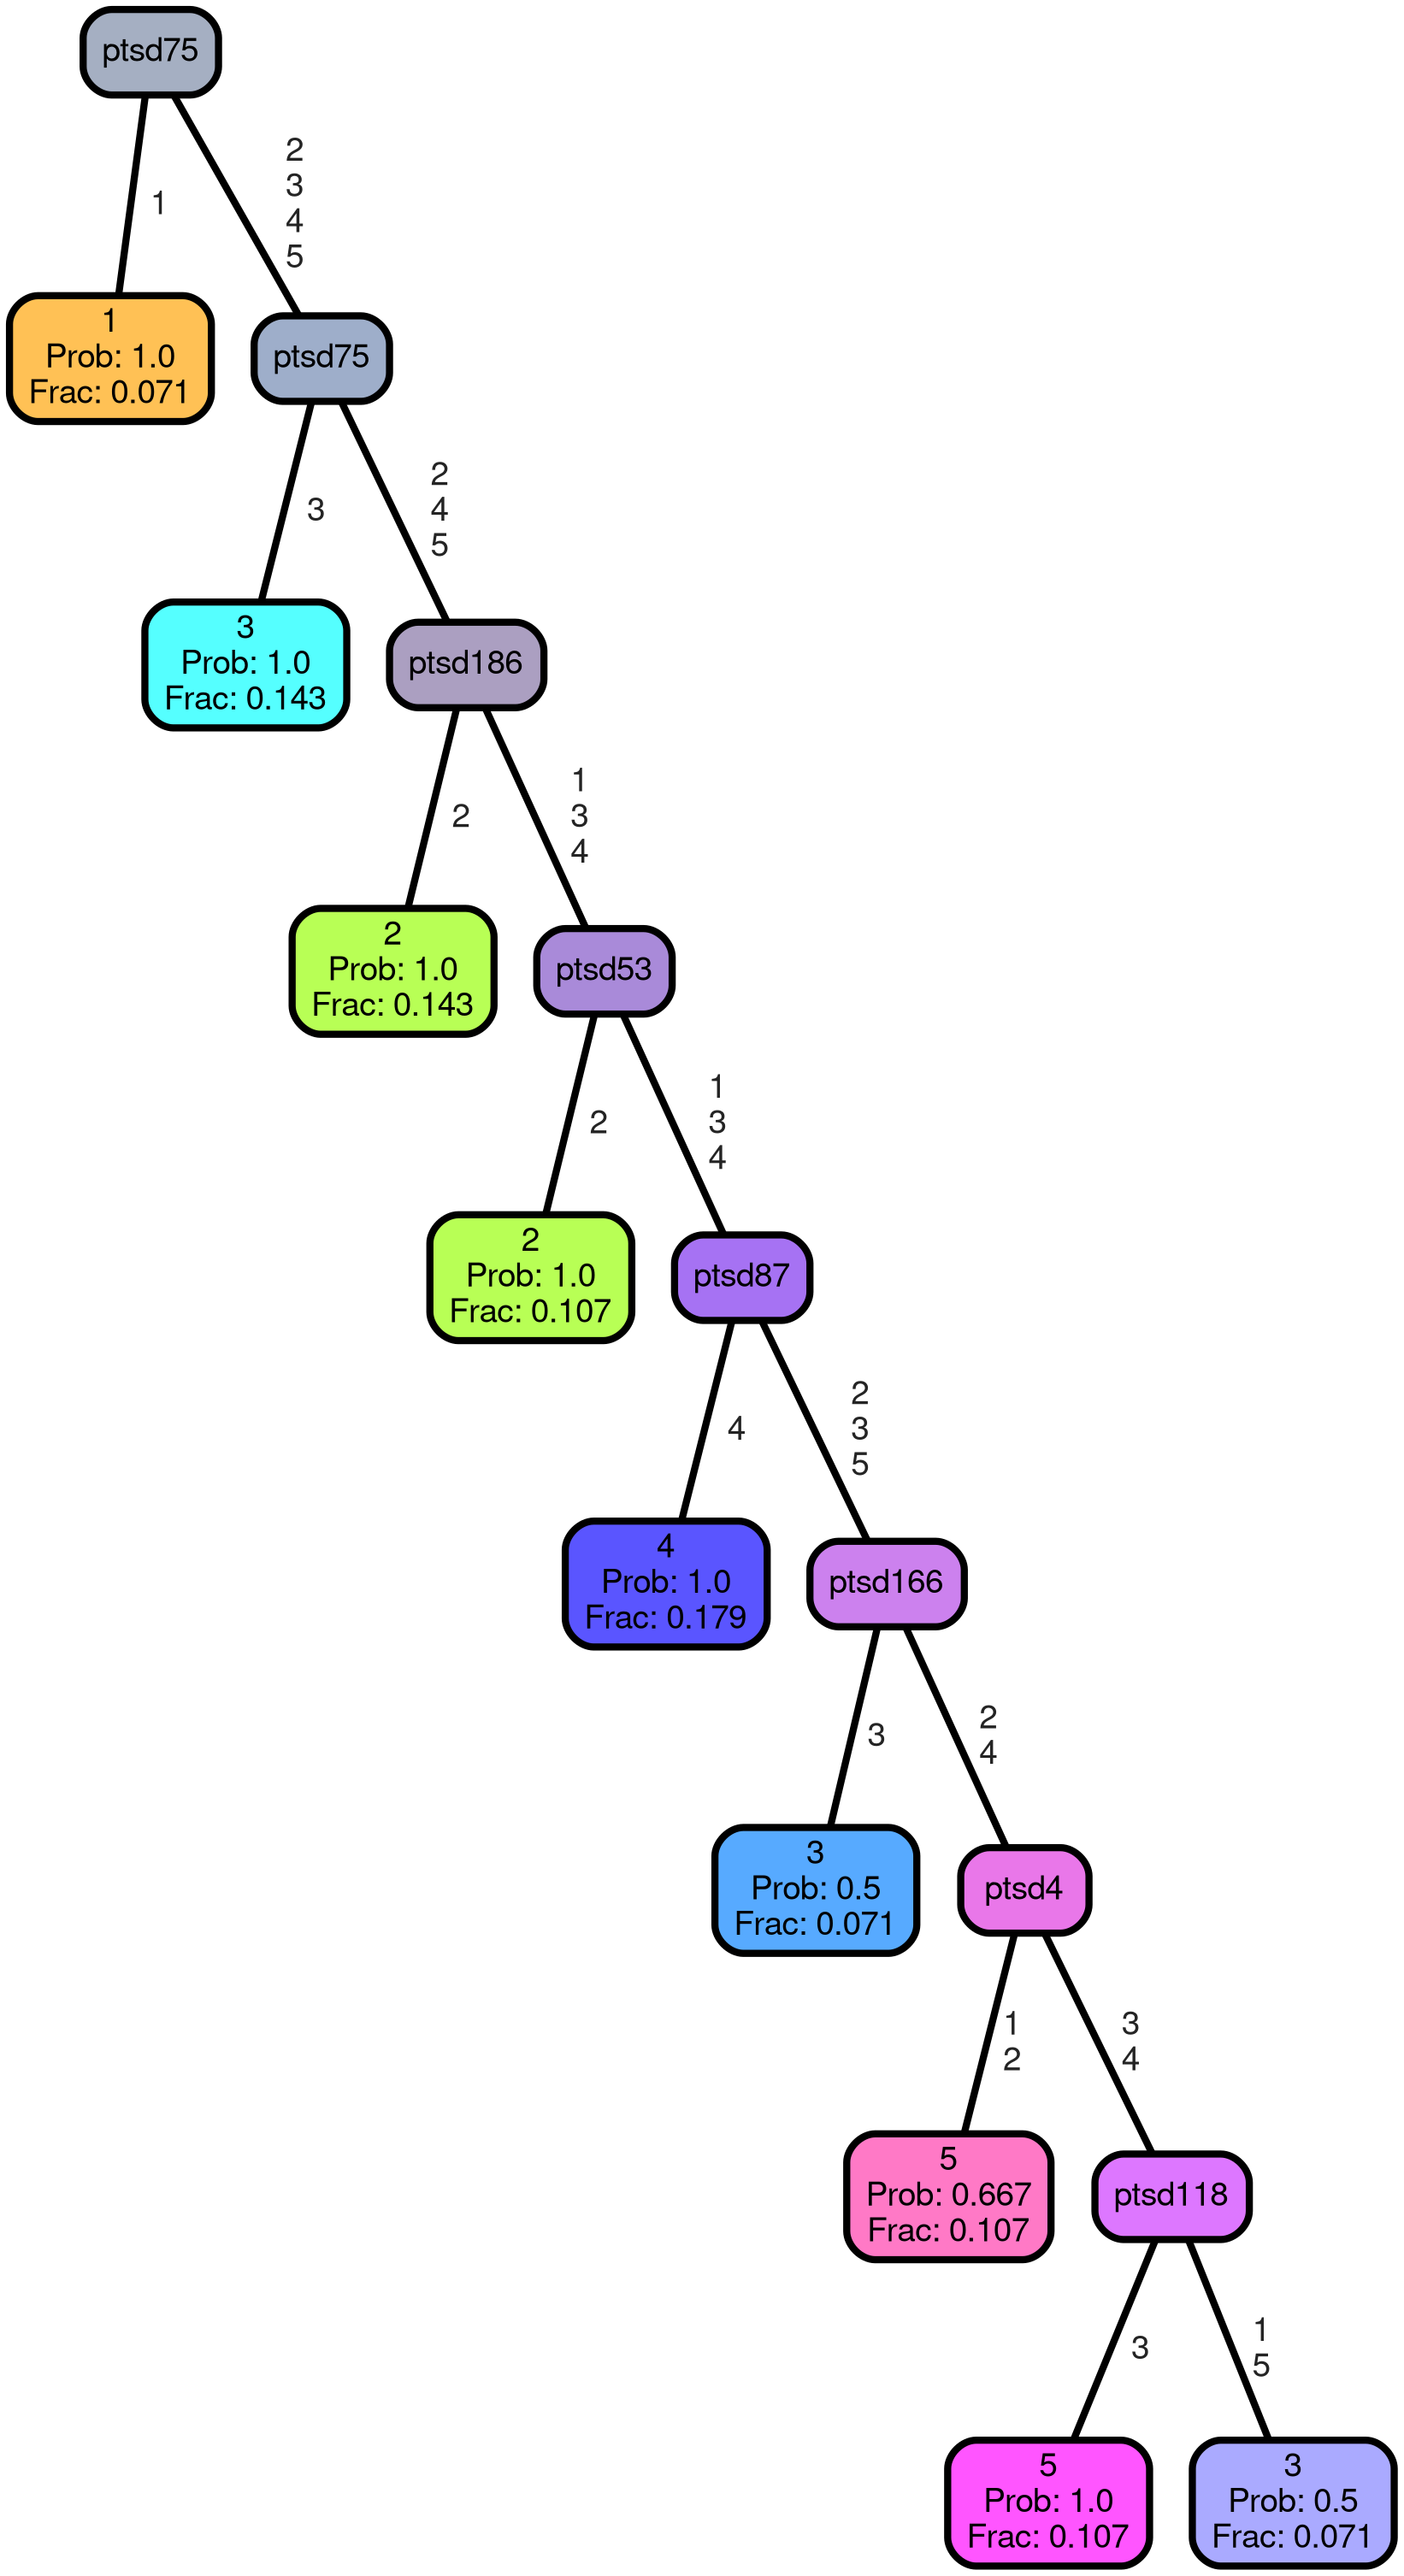 ptsd75
1
2
3
4
5
1
Prob: 1.0
Frac: 0.071
ptsd75
3
2
4
5
3
Prob: 1.0
Frac: 0.143
ptsd186
2
1
3
4
2
Prob: 1.0
Frac: 0.143
ptsd53
2
1
3
4
2
Prob: 1.0
Frac: 0.107
ptsd87
4
2
3
5
4
Prob: 1.0
Frac: 0.179
ptsd166
3
2
4
3
Prob: 0.5
Frac: 0.071
ptsd4
1
2
3
4
5
Prob: 0.667
Frac: 0.107
ptsd118
3
1
5
5
Prob: 1.0
Frac: 0.107
3
Prob: 0.5
Frac: 0.071